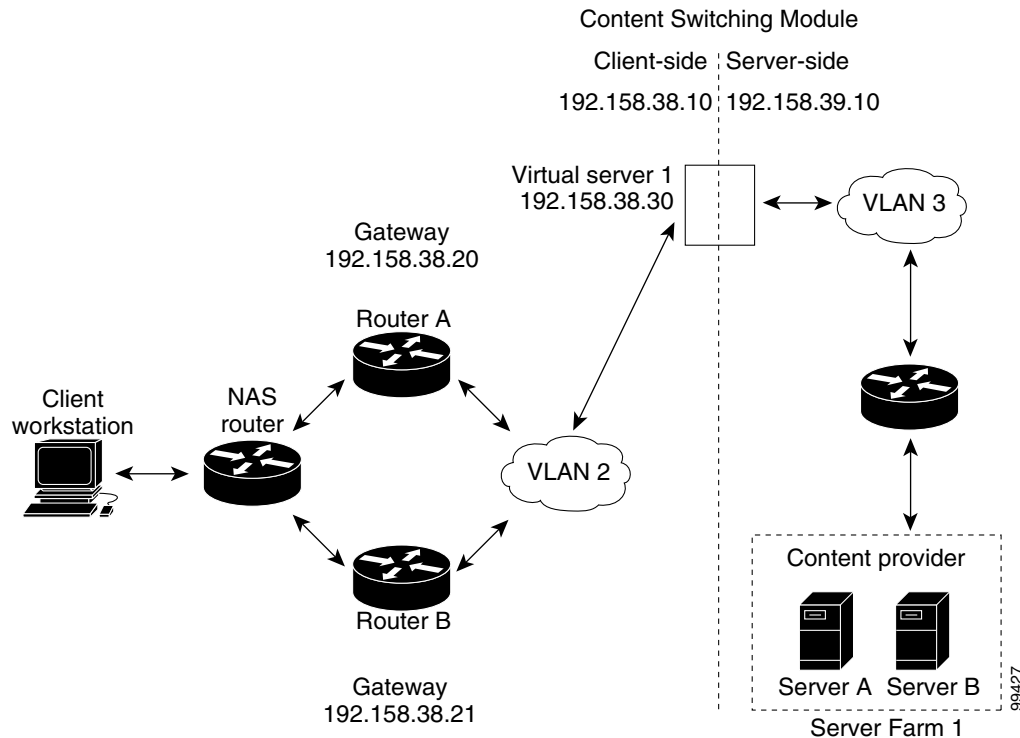 Content Switching Module
Client-side
Server-side
192.158.38.10
192.158.39.10
Virtual server 1
192.158.38.30
VLAN 3
Gateway
192.158.38.20
Router A
Client
workstation
NAS
router
VLAN 2
Router B
Gateway
192.158.38.21
Content provider
Server A
Server B
Server Farm 1
99427